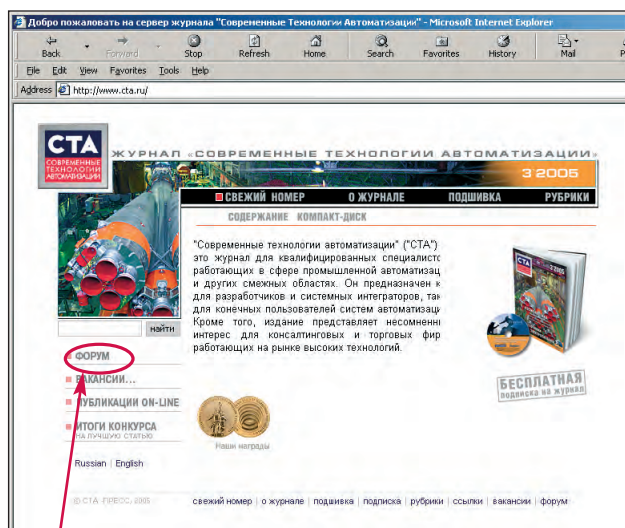 Добро пожаловать на сервер журнала "Современные Технологии Автоматизации" - Microsoft Internet Explorer
Back Forward Stop Refresh Home Search Favorites History Mail
File Edit View Favorites Tools Help
Address http://www.cta.ru/
СТА
СОВРЕМЕННЫЕ
ТЕХНОЛОГИИ
АВТОМАТИЗАЦИИ
ЖУРНАЛ «СОВРЕМЕННЫЕ ТЕХНОЛОГИИ АВТОМАТИЗАЦИИ»
3 2005
СВЕЖИЙ НОМЕР О ЖУРНАЛЕ ПОДШИВКА РУБРИКИ
СОДЕРЖАНИЕ КОМПАКТ-ДИСК
"Современные технологии автоматизации" ("СТА")
это журнал для квалифицированных специалисто
работающих в сфере промышленной автоматизац
и других смежных областях. Он предназначен к
для разработчиков и системных интеграторов, так
для конечных пользователей систем автоматизаци
Кроме того, издание представляет несомненн
интерес для консалтинговых и торговых фир
работающих на рынке высоких технологий.
СТА
найти
ФОРУМ
ВАКАНСИИ...
ПУБЛИКАЦИИ ON-LINE
ИТОГИ КОНКУРСА
НА ЛУЧШУЮ СТАТЬЮ
Russian | English
Наши награды
БЕСПЛАТНАЯ
подписка на журнал
© СТА-ПРЕСС, 2005
свежий номер | о журнале | подшивка | подписка | рубрики | ссылки | вакансии | форум